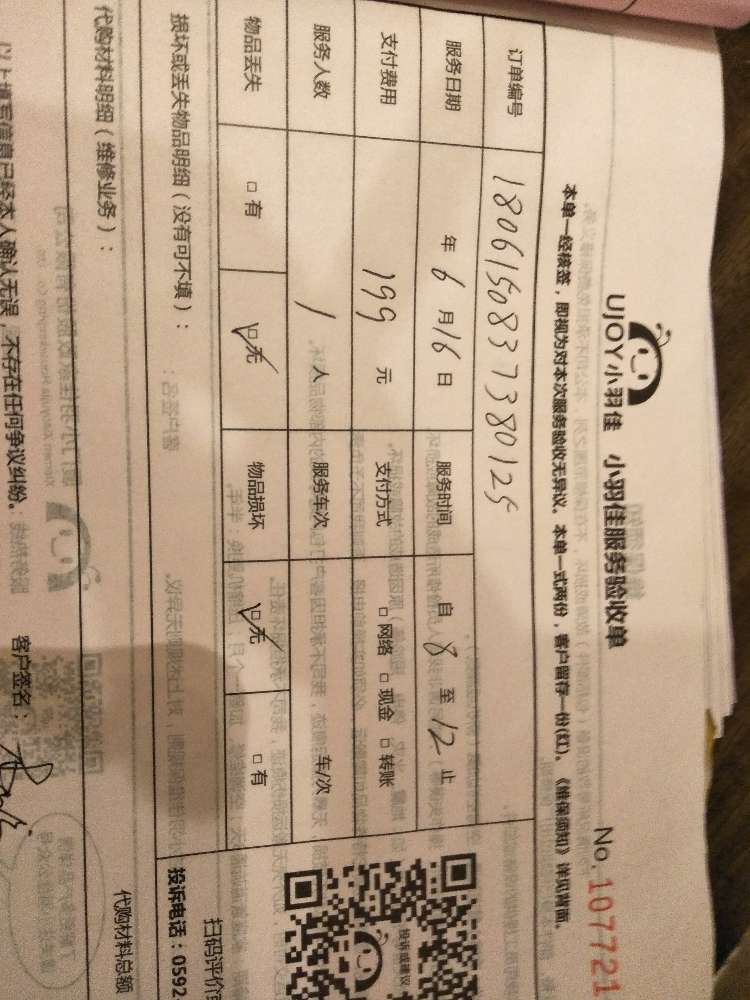 UJOY小羽佳 小羽佳服务验收单
No. 107721
本单一经核签，即视为对本次服务验收无异议。本单一式两份，客户留存一份(红)。《维保须知》详见背面。
订单编号 1806150837380125
服务日期 年 6 月 16 日 服务时间 自 8 至 12 止
支付费用 199 元 支付方式 □ 网络 □ 现金 □ 转账
服务人数 1 人 服务车次 车/次
物品丢失 □ 有 □ 无 物品损坏 □ 无 □ 有
投诉或建议
扫码评价
损坏或丢失物品明细（没有可不填）：
投诉电话：0592
代购材料明细（维修业务）：
代购材料总额
以上填写信息已经本人确认无误，不存在任何争议纠纷。 客户签名：